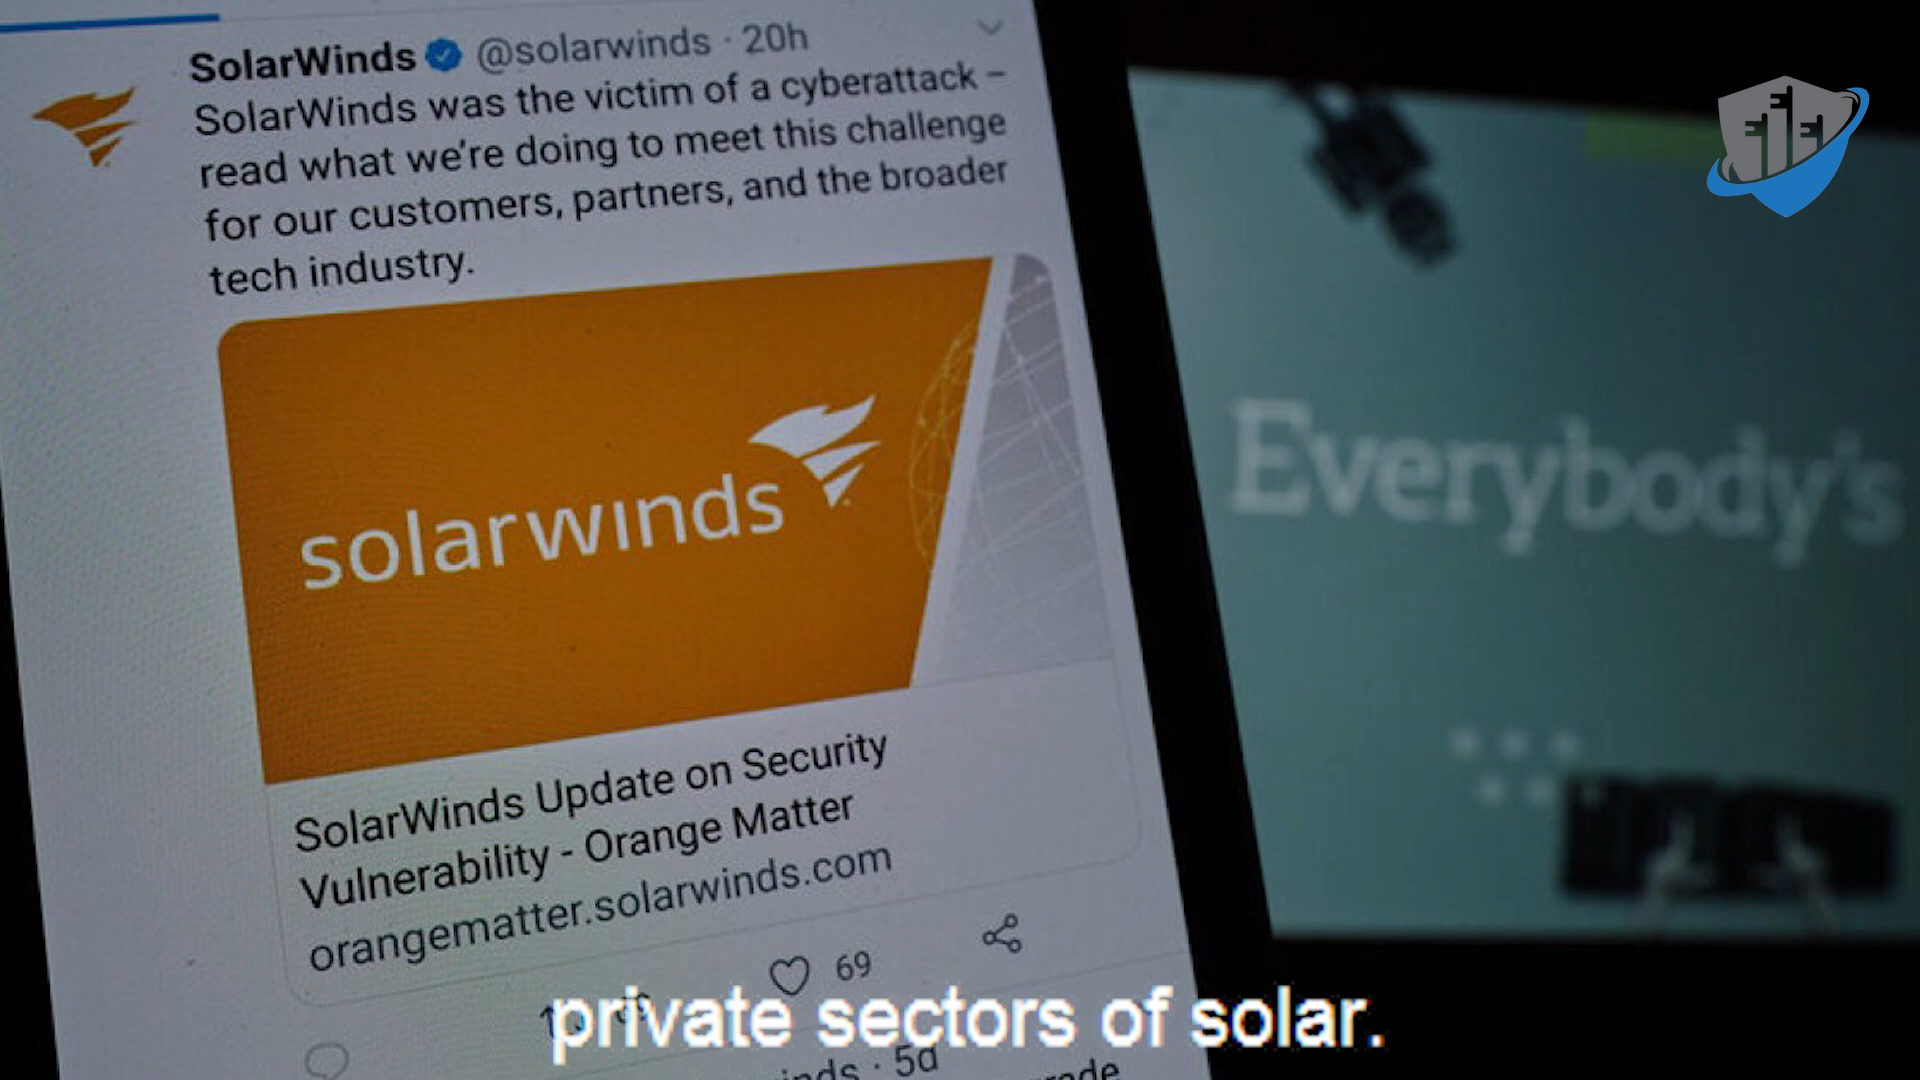 SolarWinds @solarwinds · 20h
SolarWinds was the victim of a cyberattack –
read what we're doing to meet this challenge
for our customers, partners, and the broader
tech industry.
solarwinds
SolarWinds Update on Security
Vulnerability - Orange Matter
orangematter.solarwinds.com
69
private sectors of solar.
inds · 5d
Everybody's